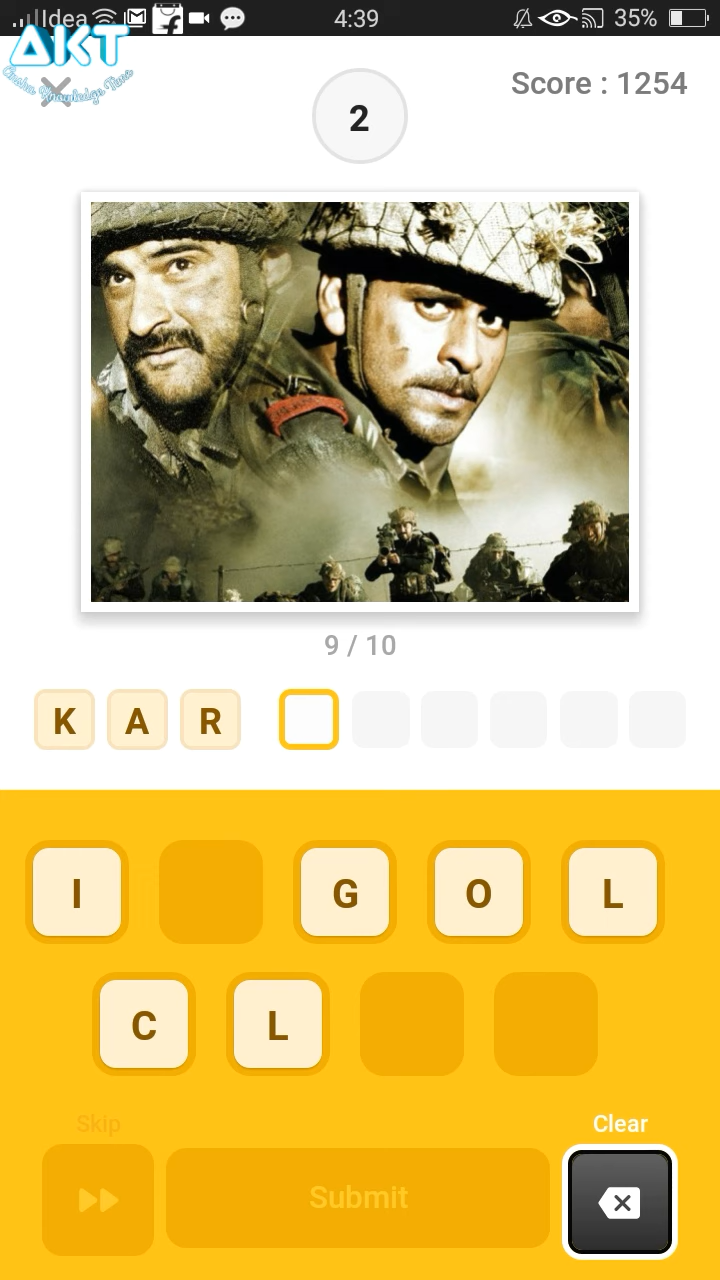 Idea 4:39 35%
AKT
Score : 1254
2
9 / 10
K A R
I G O L
C L
Skip Clear
Submit